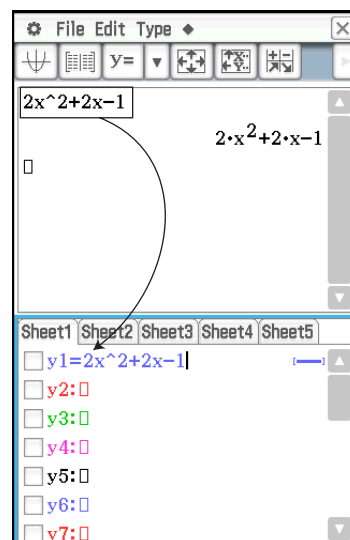 File Edit Type ◆
Y=
2x^2+2x-1
2·x²+2·x-1
Sheet1 Sheet2 Sheet3 Sheet4 Sheet5
y1=2x^2+2x-1
y2:▯
y3:▯
y4:▯
y5:▯
y6:▯
y7:▯